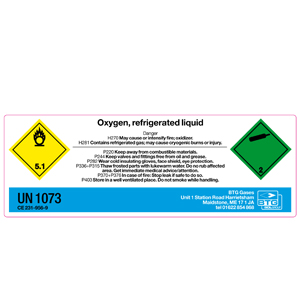 Oxygen, refrigerated liquid
Danger
H270 May cause or intensify fire; oxidizer.
H281 Contains refrigerated gas; may cause cryogenic burns or injury.
P220 Keep away from combustible materials.
P244 Keep valves and fittings free from oil and grease.
P282 Wear cold insulating gloves, face shield, eye protection.
P336+P315 Thaw frosted parts with lukewarm water. Do no rub affected
area. Get immediate medical advice/attention.
P370+P376 In case of fire: Stop leak if safe to do so.
P403 Store in a well ventilated place. Do not smoke while handling.
5.1
2
UN 1073
CE 231-956-9
BTG Gases
Unit 1 Station Road Harrietsham
Maidstone, ME 17 1 JA
tel 01622 854 066
BTG